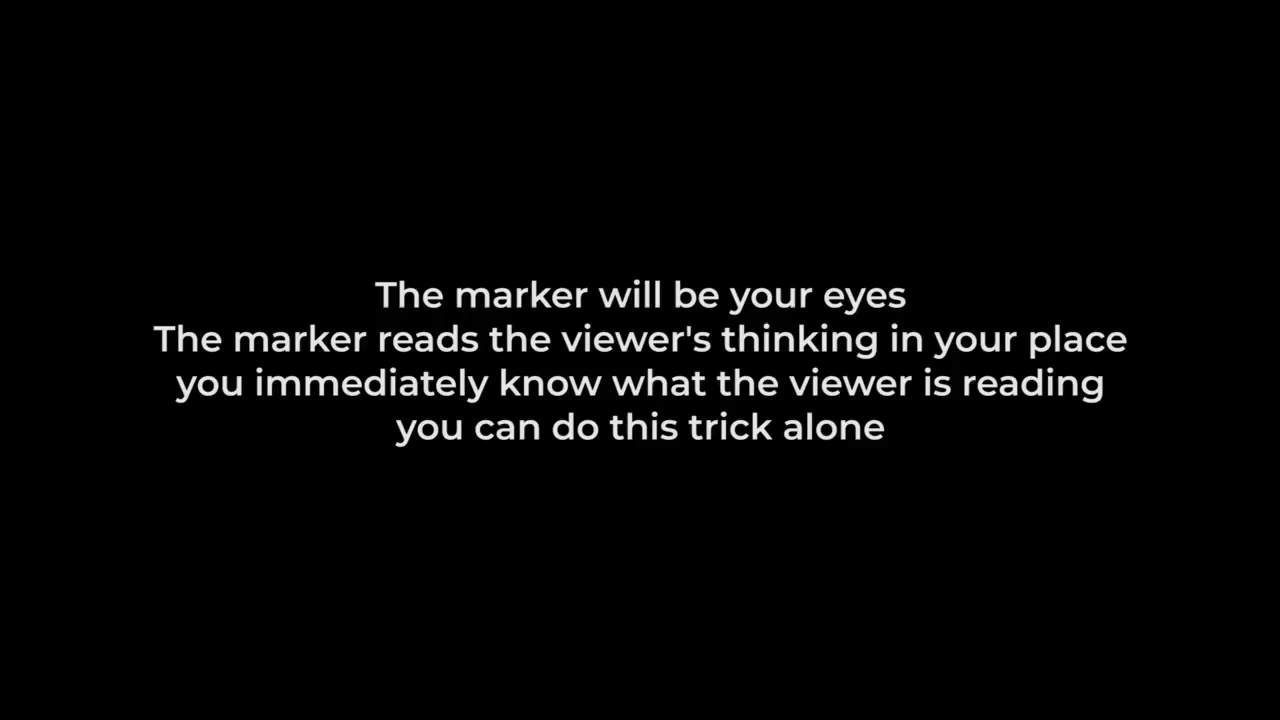 The marker will be your eyes
The marker reads the viewer's thinking in your place
you immediately know what the viewer is reading
you can do this trick alone